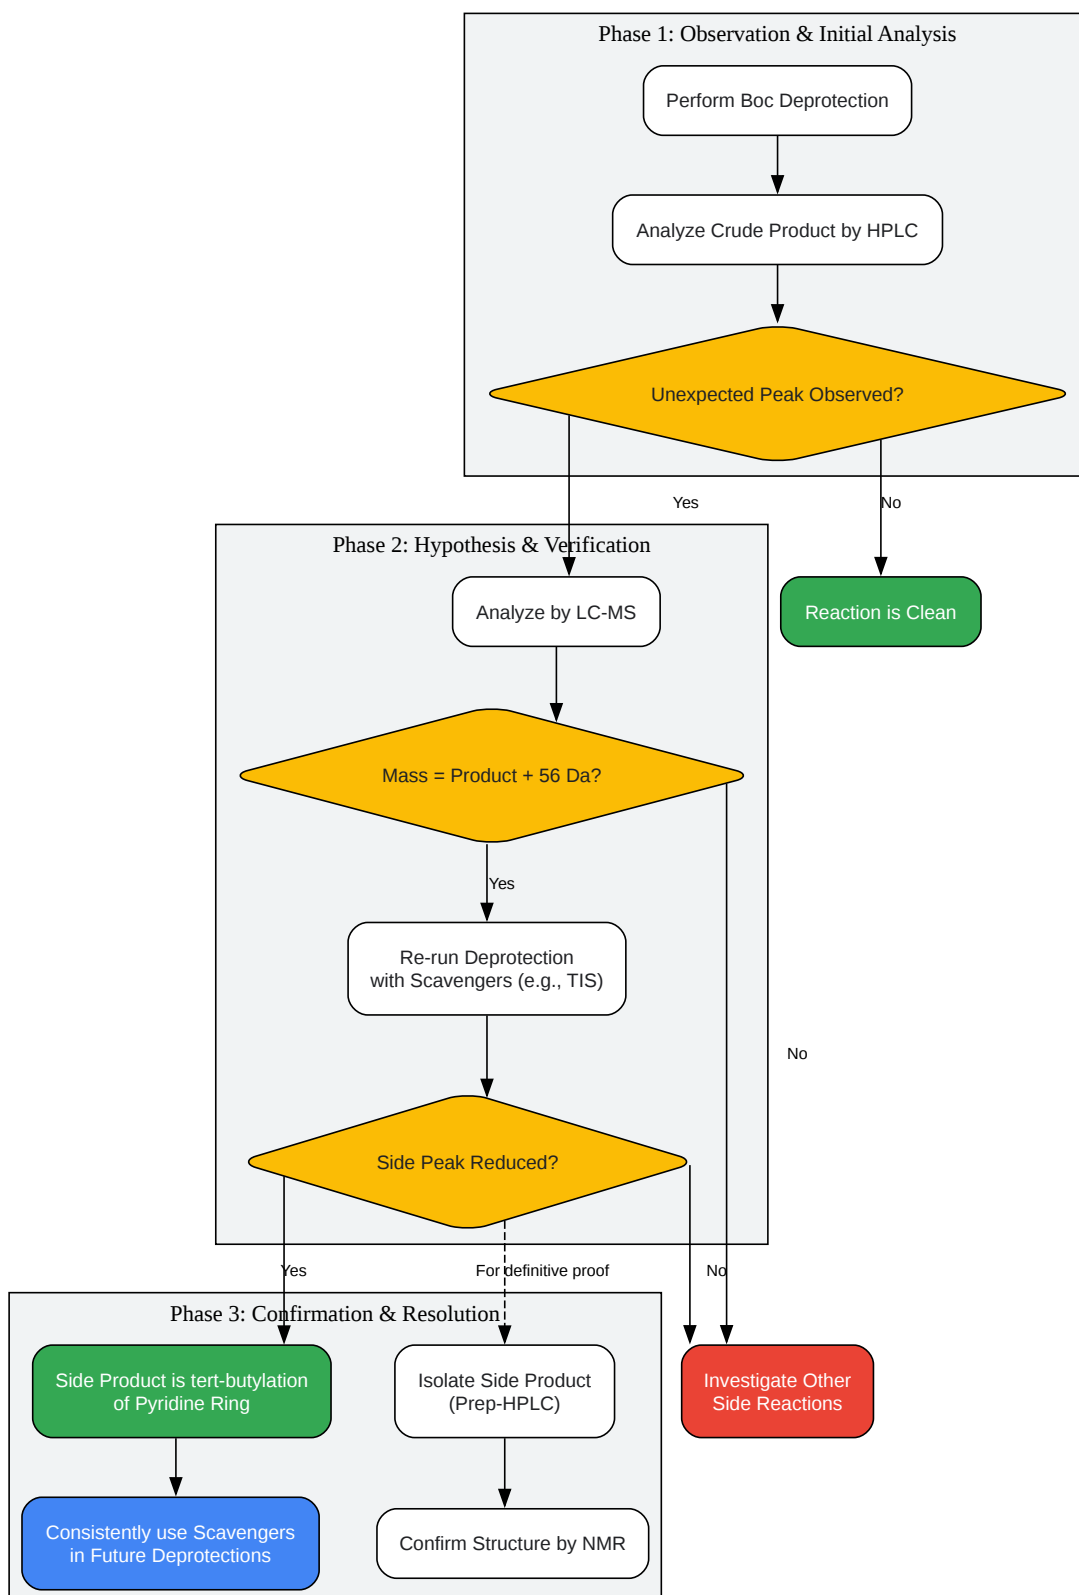 Phase 1: Observation & Initial Analysis
Perform Boc Deprotection
Analyze Crude Product by HPLC
Unexpected Peak Observed?
Yes
No
Phase 2: Hypothesis & Verification
Analyze by LC-MS
Reaction is Clean
Mass = Product + 56 Da?
Yes
Re-run Deprotection
with Scavengers (e.g., TIS)
No
Side Peak Reduced?
Yes
For definitive proof
No
Phase 3: Confirmation & Resolution
Side Product is tert-butylation
of Pyridine Ring
Isolate Side Product
(Prep-HPLC)
Investigate Other
Side Reactions
Consistently use Scavengers
in Future Deprotections
Confirm Structure by NMR